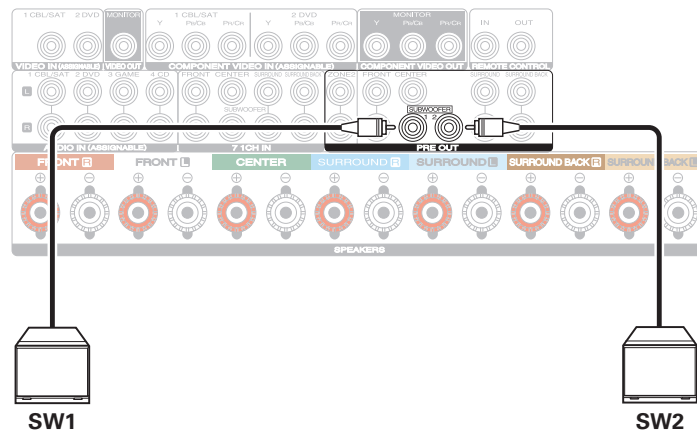 1 CBL/SAT 2 DVD MONITOR 1 CBL/SAT 2 DVD MONITOR
Y PB/CB PR/CR Y PB/CB PR/CR Y PB/CB PR/CR IN OUT
VIDEO IN (ASSIGNABLE) VIDEO OUT COMPONENT VIDEO IN (ASSIGNABLE) COMPONENT VIDEO OUT REMOTE CONTROL
1 CBL/SAT 2 DVD 3 GAME 4 CD FRONT CENTER SURROUND SURROUND BACK ZONE2 FRONT CENTER SURROUND SURROUND BACK
L
SUBWOOFER SUBWOOFER
1 2
R
AUDIO IN (ASSIGNABLE) 7.1CH IN PRE OUT
FRONT R FRONT L CENTER SURROUND R SURROUND L SURROUND BACK R SURROUND BACK L
SPEAKERS
SW1 SW2